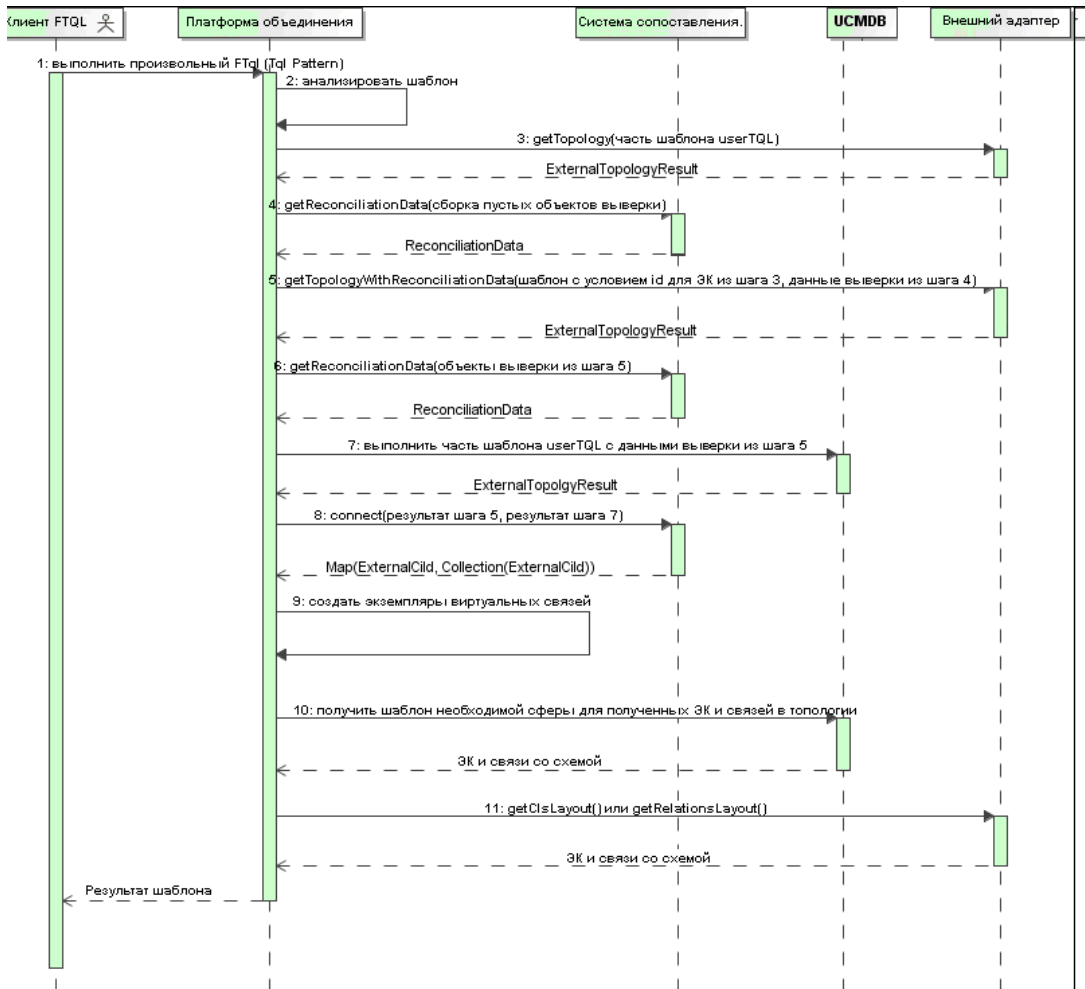 Клиент FTQL
Платформа объединения
Система сопоставления.
UCMDB
Внешний адаптер
1: выполнить произвольный FTql (Tql Pattern)
2: анализировать шаблон
3: getTopology(часть шаблона userTQL)
ExternalTopologyResult
4: getReconciliationData(сборка пустых объектов выверки)
ReconciliationData
5: getTopologyWithReconciliationData(шаблон с условием id для ЭК из шага 3, данные выверки из шага 4)
ExternalTopologyResult
6: getReconciliationData(объекты выверки из шага 5)
ReconciliationData
7: выполнить часть шаблона userTQL с данными выверки из шага 5
ExternalTopolgyResult
8: connect(результат шага 5, результат шага 7)
Map(ExternalCiId, Collection(ExternalCiId))
9: создать экземпляры виртуальных связей
10: получить шаблон необходимой сферы для полученных ЭК и связей в топологии
ЭК и связи со схемой
11: getCIsLayout() или getRelationsLayout()
ЭК и связи со схемой
Результат шаблона